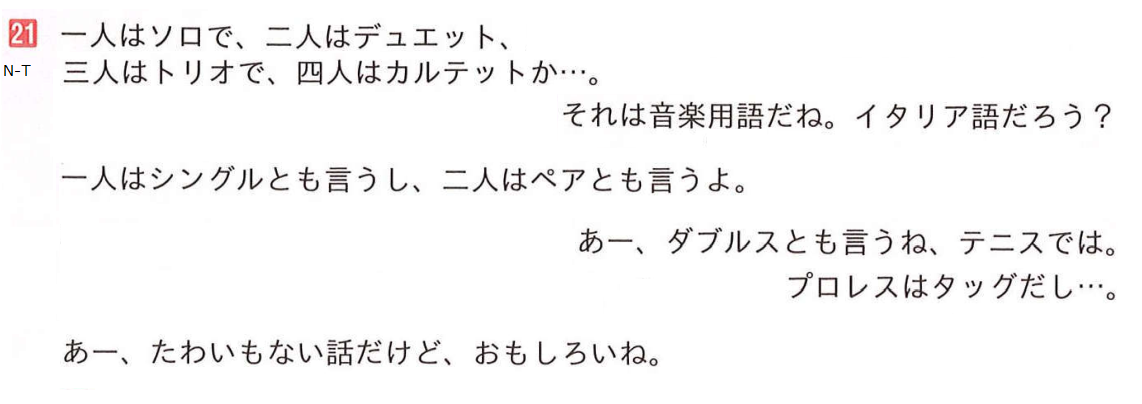 21 一人はソロで、二人はデュエット、
N-T 三人はトリオで、四人はカルテットか…。
それは音楽用語だね。イタリア語だろう？
一人はシングルとも言うし、二人はペアとも言うよ。
あー、ダブルスとも言うね、テニスでは。
プロレスはタッグだし…。
あー、たわいもない話だけど、おもしろいね。